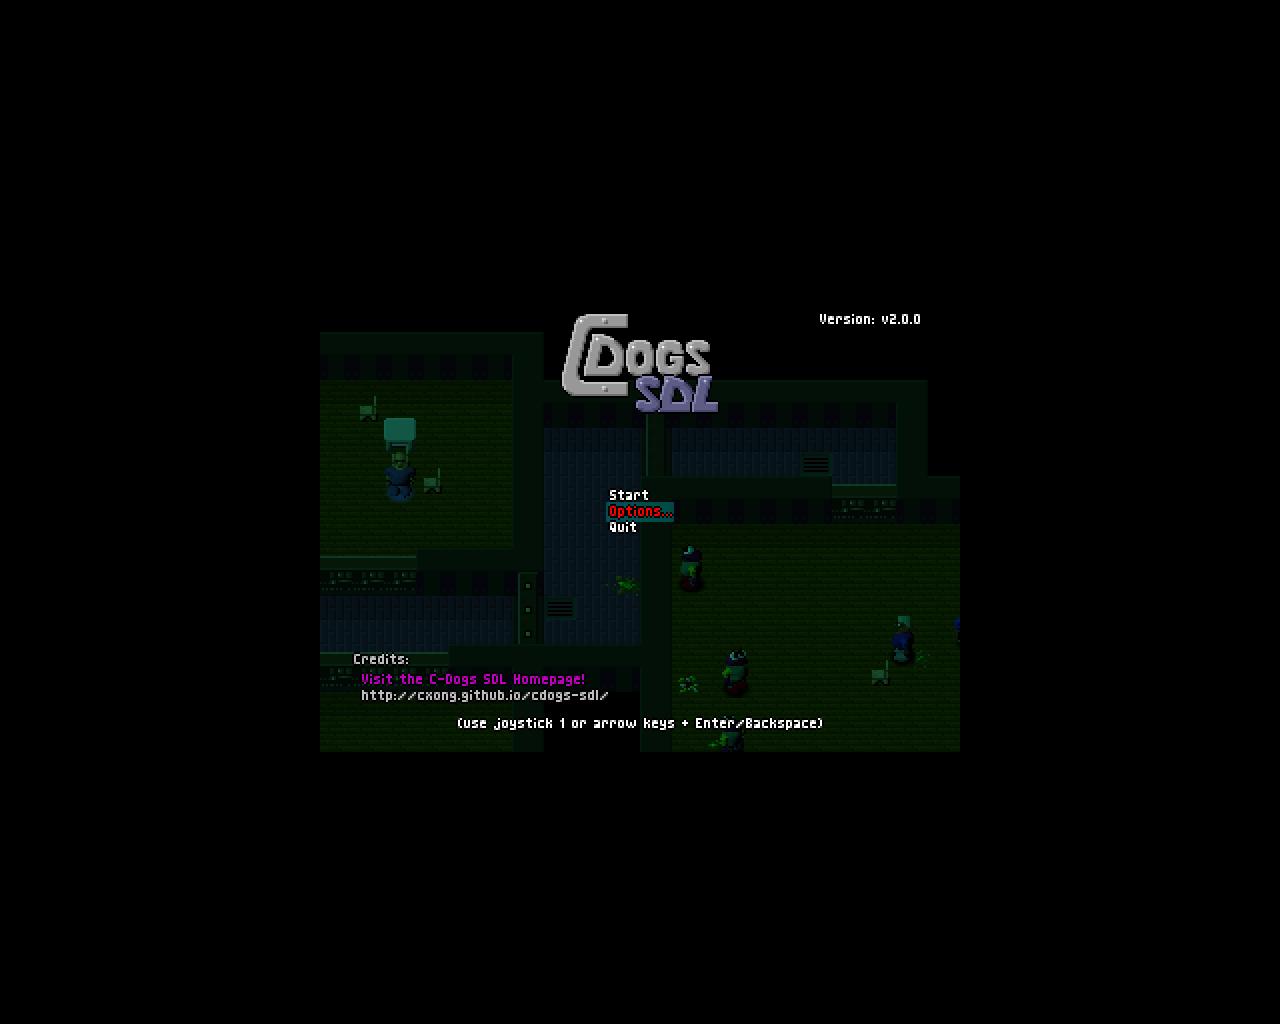 Version: v2.0.0
CDOGS
SDL
Start
Options...
Quit
Credits:
Visit the C-Dogs SDL Homepage!
http://cxong.github.io/cdogs-sdl/
(use joystick 1 or arrow keys + Enter/Backspace)